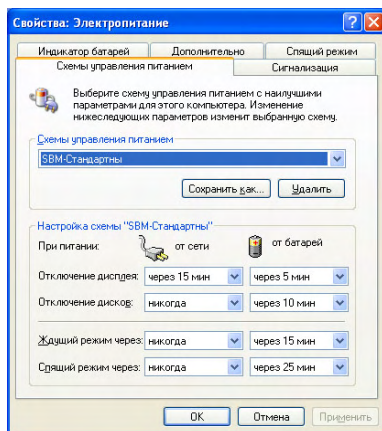 Свойства: Электропитание
Индикатор батарей Дополнительно Спящий режим
Схемы управления питанием Сигнализация
Выберите схему управления питанием с наилучшими
параметрами для этого компьютера. Изменение
нижеследующих параметров изменит выбранную схему.
Схемы управления питанием
SBM-Стандартны
Сохранить как... Удалить
Настройка схемы "SBM-Стандартны"
При питании: от сети от батарей
Отключение дисплея: через 15 мин через 5 мин
Отключение дисков: никогда через 10 мин
Ждущий режим через: никогда через 15 мин
Спящий режим через: никогда через 25 мин
OK Отмена Применить